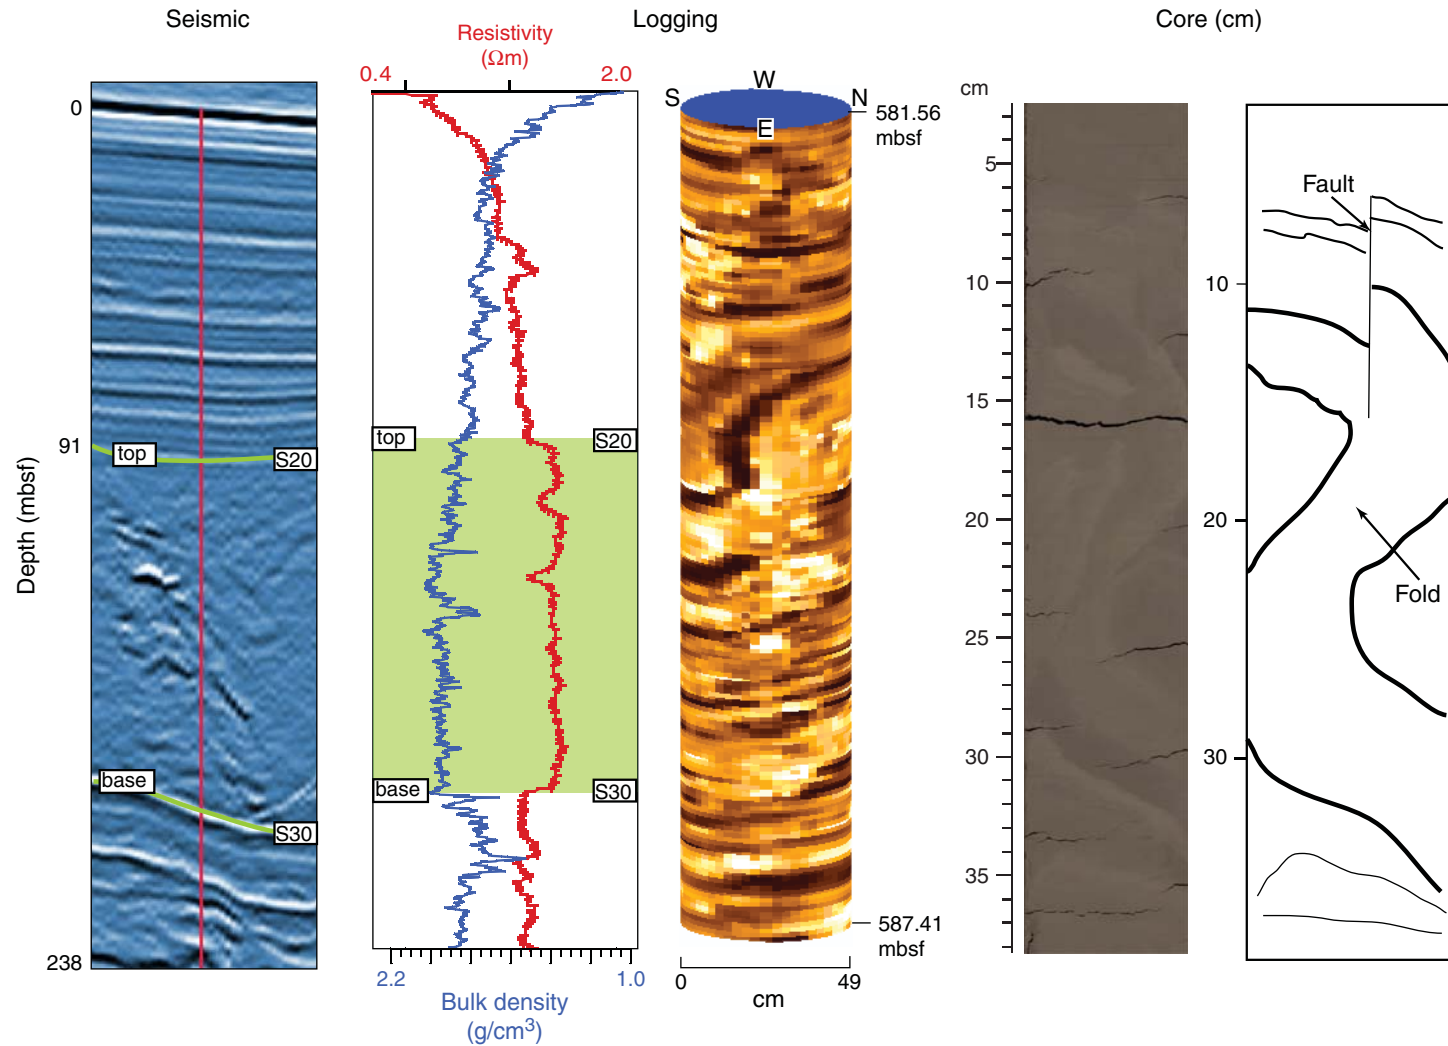 Seismic
Logging
Core (cm)
Resistivity
(Ωm)
0.4
2.0
0
91
238
Depth (mbsf)
top
S20
base
S30
top
S20
base
S30
2.2
1.0
Bulk density
(g/cm3)
W
S
N
E
581.56
mbsf
587.41
mbsf
0
49
cm
cm
5
10
15
20
25
30
35
10
20
30
Fault
Fold